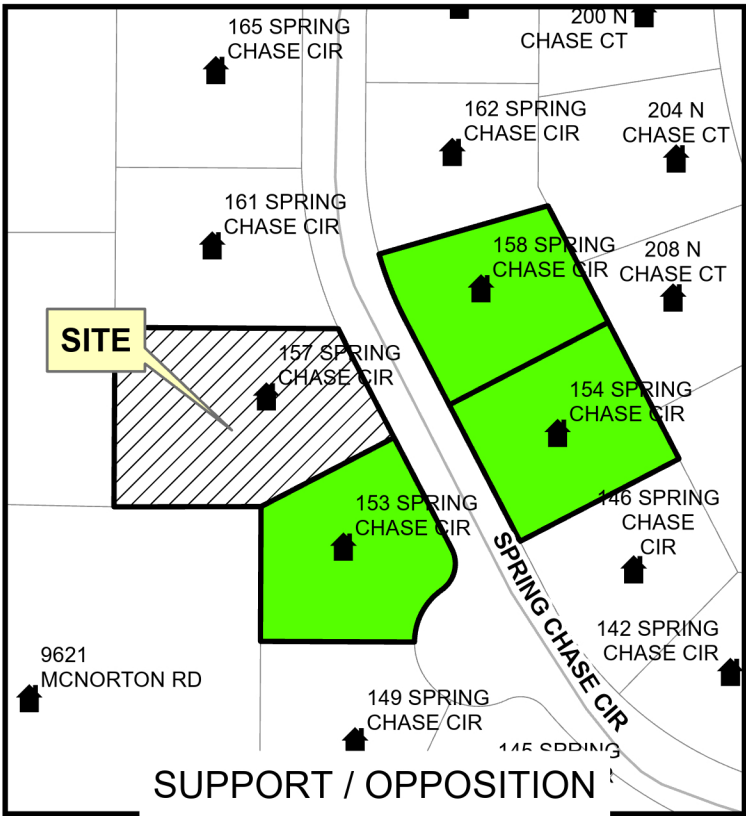 165 SPRING
CHASE CIR
200 N
CHASE CT
162 SPRING
CHASE CIR
204 N
CHASE CT
161 SPRING
CHASE CIR
158 SPRING
CHASE CIR
208 N
CHASE CT
SITE
157 SPRING
CHASE CIR
154 SPRING
CHASE CIR
153 SPRING
CHASE CIR
146 SPRING
CHASE
CIR
SPRING CHASE CIR
142 SPRING
CHASE CIR
9621
MCNORTON RD
149 SPRING
CHASE CIR
145 SPRING
SUPPORT / OPPOSITION